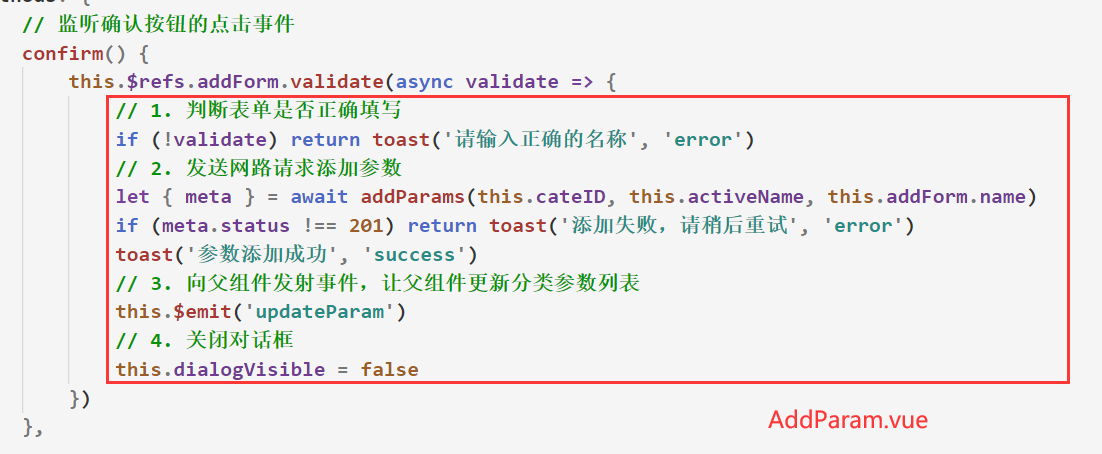 // 监听确认按钮的点击事件
confirm() {
this.$refs.addForm.validate(async validate => {
// 1. 判断表单是否正确填写
if (!validate) return toast('请输入正确的名称', 'error')
// 2. 发送网路请求添加参数
let { meta } = await addParams(this.cateID, this.activeName, this.addForm.name)
if (meta.status !== 201) return toast('添加失败，请稍后重试', 'error')
toast('参数添加成功', 'success')
// 3. 向父组件发射事件，让父组件更新分类参数列表
this.$emit('updateParam')
// 4. 关闭对话框
this.dialogVisible = false
})
},
AddParam.vue